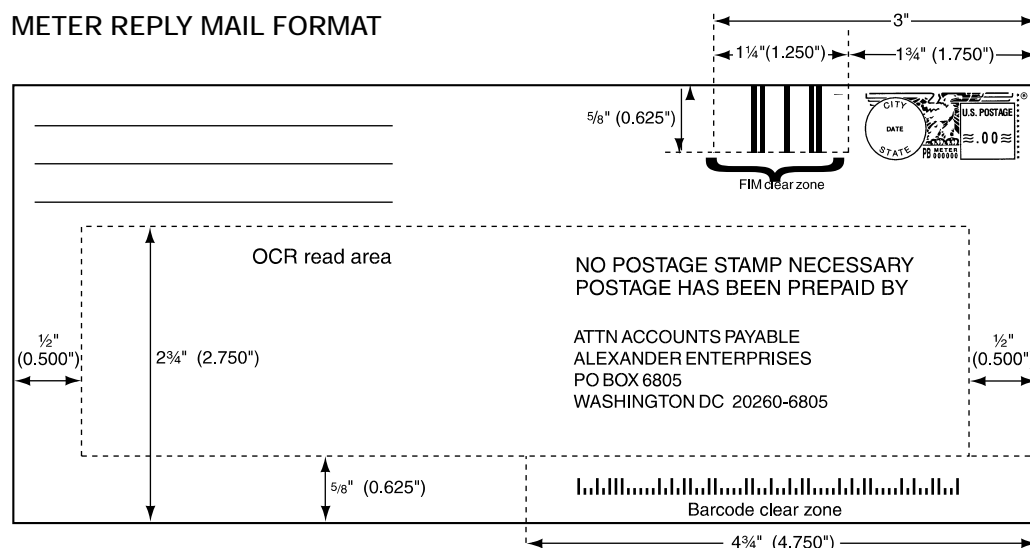 METER REPLY MAIL FORMAT
3"
1¼"(1.250")
1¾" (1.750")
5/8" (0.625")
CITY
DATE
STATE
U.S. POSTAGE
≈.00≈
PB METER
000000
®
FIM clear zone
OCR read area
NO POSTAGE STAMP NECESSARY
POSTAGE HAS BEEN PREPAID BY
½"
(0.500")
2¾" (2.750")
ATTN ACCOUNTS PAYABLE
ALEXANDER ENTERPRISES
PO BOX 6805
WASHINGTON DC 20260-6805
½"
(0.500"
5/8" (0.625")
Barcode clear zone
4¾" (4.750")